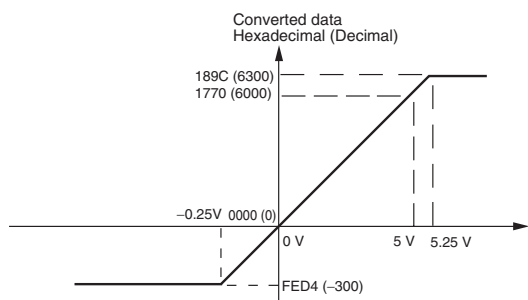 Converted data
Hexadecimal (Decimal)
189C (6300)
1770 (6000)
−0.25V
0000 (0)
0 V
5 V
5.25 V
FED4 (−300)